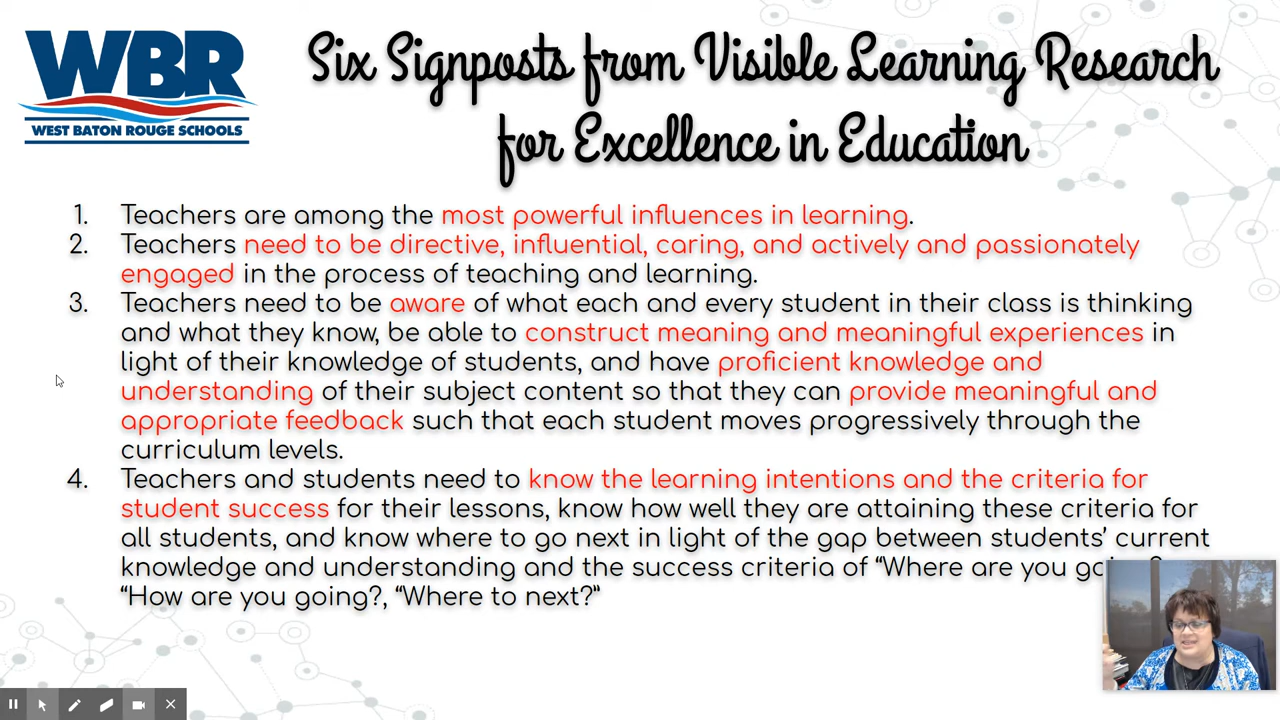 WBR
WEST BATON ROUGE SCHOOLS
Six Signposts from Visible Learning Research
for Excellence in Education
1. Teachers are among the most powerful influences in learning.
2. Teachers need to be directive, influential, caring, and actively and passionately
engaged in the process of teaching and learning.
3. Teachers need to be aware of what each and every student in their class is thinking
and what they know, be able to construct meaning and meaningful experiences in
light of their knowledge of students, and have proficient knowledge and
understanding of their subject content so that they can provide meaningful and
appropriate feedback such that each student moves progressively through the
curriculum levels.
4. Teachers and students need to know the learning intentions and the criteria for
student success for their lessons, know how well they are attaining these criteria for
all students, and know where to go next in light of the gap between students’ current
knowledge and understanding and the success criteria of “Where are you
“How are you going?, “Where to next?”